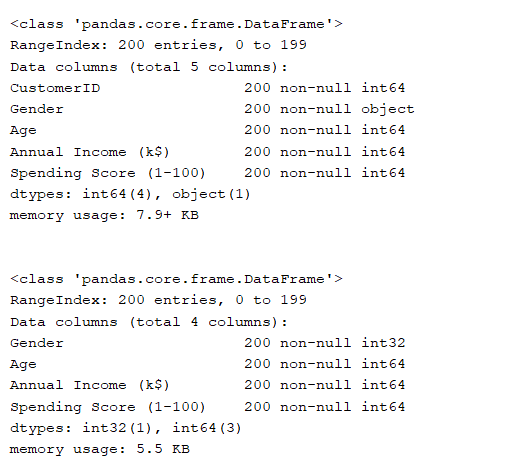 <class 'pandas.core.frame.DataFrame'>
RangeIndex: 200 entries, 0 to 199
Data columns (total 5 columns):
CustomerID                200 non-null int64
Gender                    200 non-null object
Age                       200 non-null int64
Annual Income (k$)        200 non-null int64
Spending Score (1-100)    200 non-null int64
dtypes: int64(4), object(1)
memory usage: 7.9+ KB
<class 'pandas.core.frame.DataFrame'>
RangeIndex: 200 entries, 0 to 199
Data columns (total 4 columns):
Gender                    200 non-null int32
Age                       200 non-null int64
Annual Income (k$)        200 non-null int64
Spending Score (1-100)    200 non-null int64
dtypes: int32(1), int64(3)
memory usage: 5.5 KB